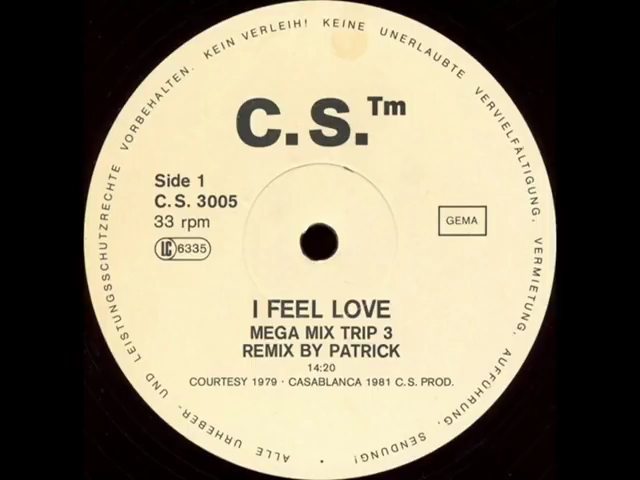 ALLE URHEBER- UND LEISTUNGSSCHUTZRECHTE VORBEHALTEN. KEIN VERLEIH! KEINE UNERLAUBTE VERVIELFÄLTIGUNG, VERMIETUNG, AUFFÜHRUNG, SENDUNG!
C.S.™
Side 1
C. S. 3005
33 rpm
LC 6335
GEMA
I FEEL LOVE
MEGA MIX TRIP 3
REMIX BY PATRICK
14:20
COURTESY 1979 · CASABLANCA 1981 C.S. PROD.